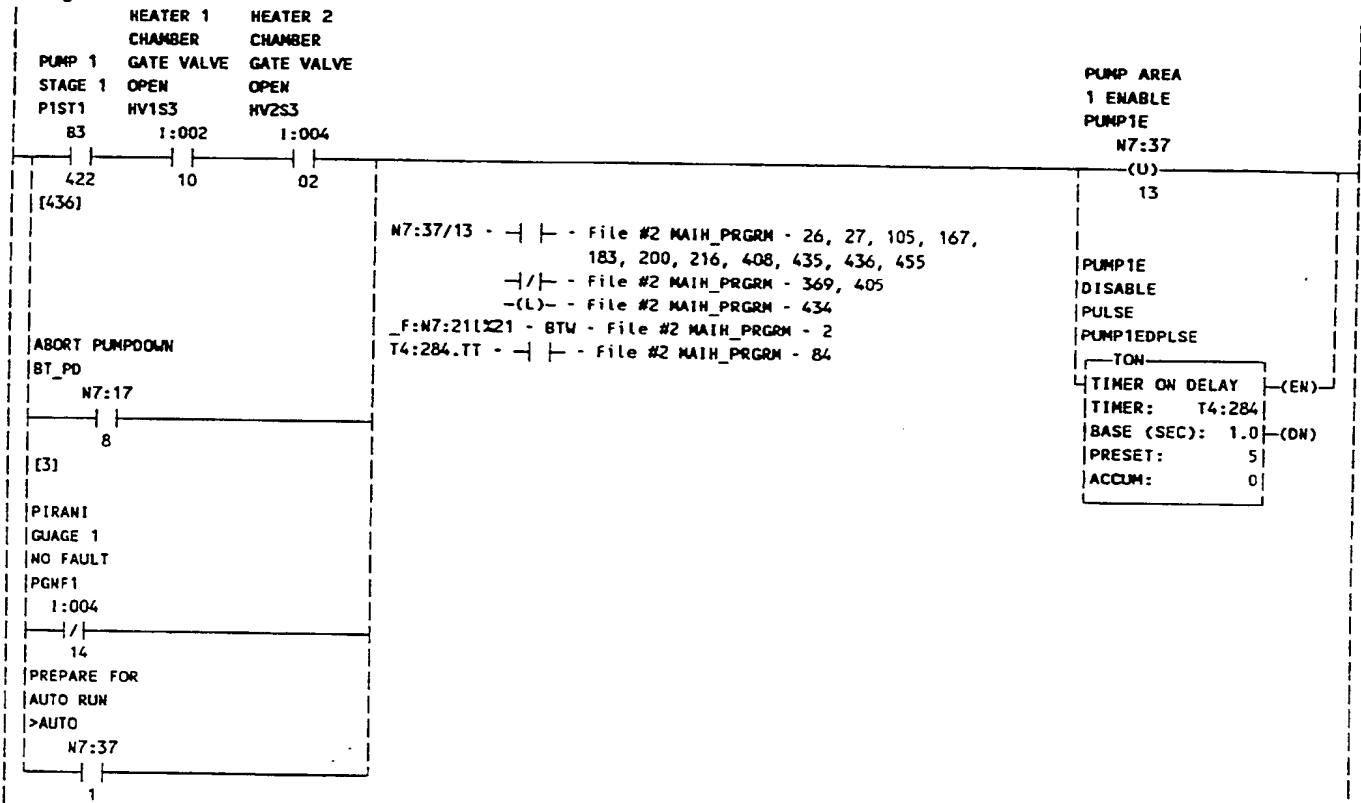 HEATER 1 HEATER 2
CHAMBER CHAMBER
PUMP 1 GATE VALVE GATE VALVE
STAGE 1 OPEN OPEN
P1ST1 HV1S3 HV2S3
B3 I:002 I:004
422 10 02
[436]
PUMP AREA
1 ENABLE
PUMP1E
N7:37
(U)
13
N7:37/13 - -] [- - File #2 MAIN_PRGRM - 26, 27, 105, 167,
183, 200, 216, 408, 435, 436, 455
-]/[- - File #2 MAIN_PRGRM - 369, 405
-(L)- - File #2 MAIN_PRGRM - 434
_F:N7:21[%21 - BTW - File #2 MAIN_PRGRM - 2
T4:284.TT - -] [- - File #2 MAIN_PRGRM - 84
PUMP1E
DISABLE
PULSE
PUMP1EDPLSE
TON
TIMER ON DELAY (EN)
TIMER: T4:284
BASE (SEC): 1.0 (DN)
PRESET: 5
ACCUM: 0
ABORT PUMPDOWN
BT_PD
N7:17
8
[3]
PIRANI
GUAGE 1
NO FAULT
PGNF1
I:004
14
PREPARE FOR
AUTO RUN
>AUTO
N7:37
1